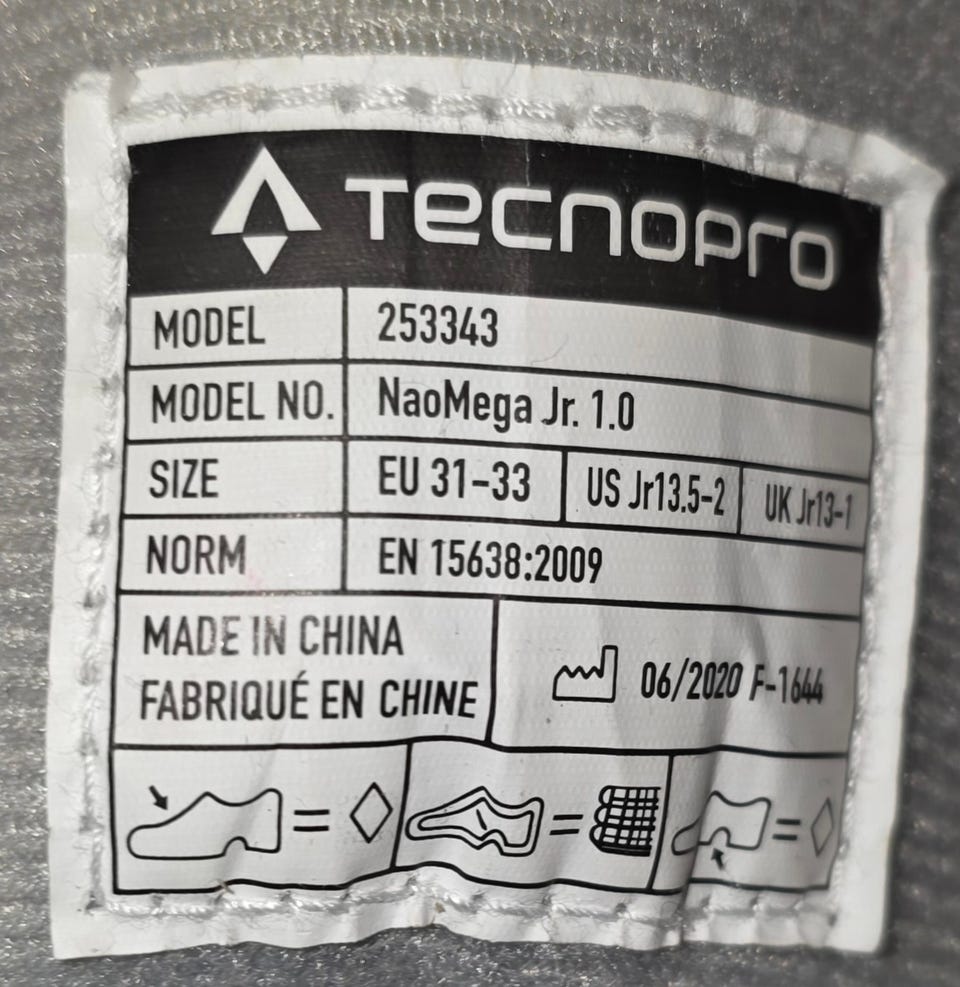 TECNOPRO
MODEL 253343
MODEL NO. NaoMega Jr. 1.0
SIZE EU 31-33 US Jr13.5-2 UK Jr13-1
NORM EN 15638:2009
MADE IN CHINA
FABRIQUÉ EN CHINE
06/2020 F-1644
= = =